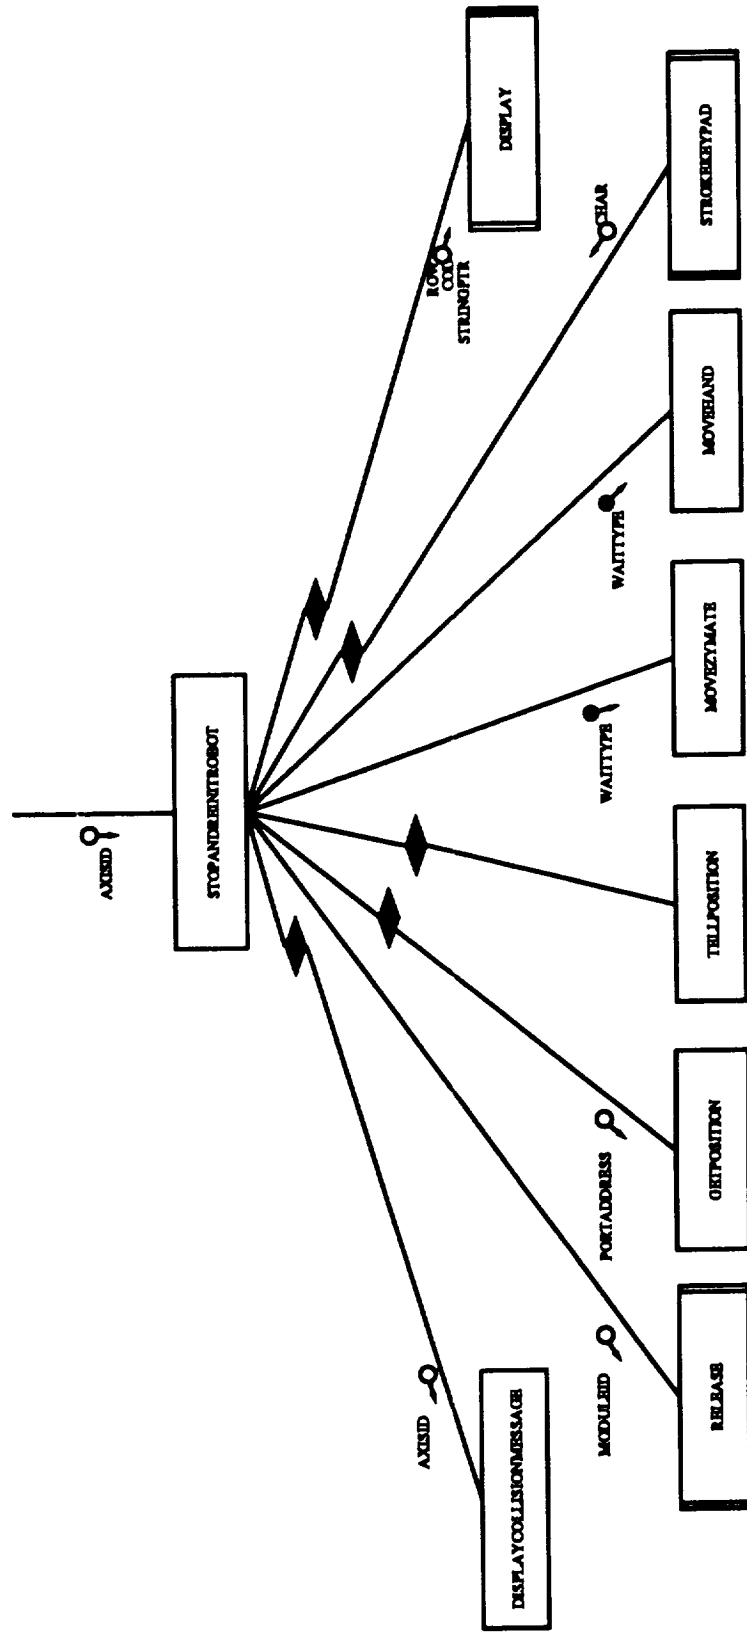 AXISID
STOPANDREINITROBOT
AXISID
DISPLAYCOLLISIONMESSAGE
MODULEID
RELEASE
PORTADDRESS
GETPOSITION
TELLPOSITION
WAITTYPE
MOVEZYMATE
WAITTYPE
MOVEHAND
CHAR
STROKEKEYPAD
ROW
COL
STRINGPTR
DISPLAY